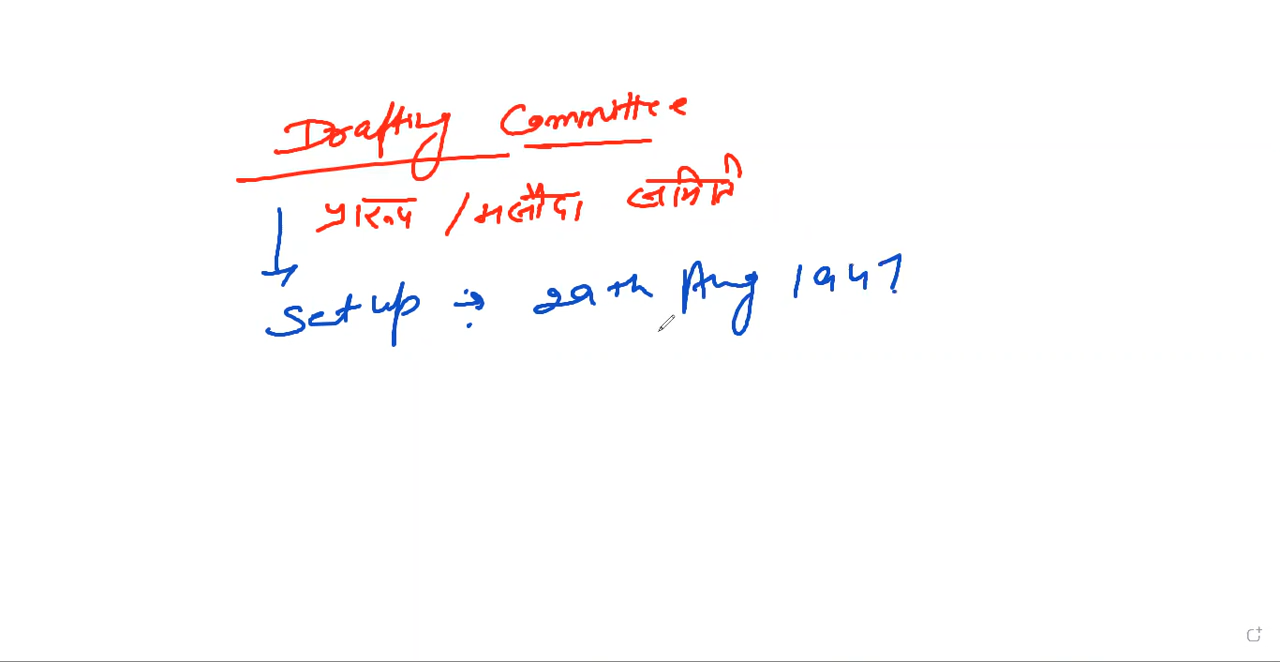 Drafting Committee
प्रारूप / मसौदा समिति
Set up → 29th Aug 1947